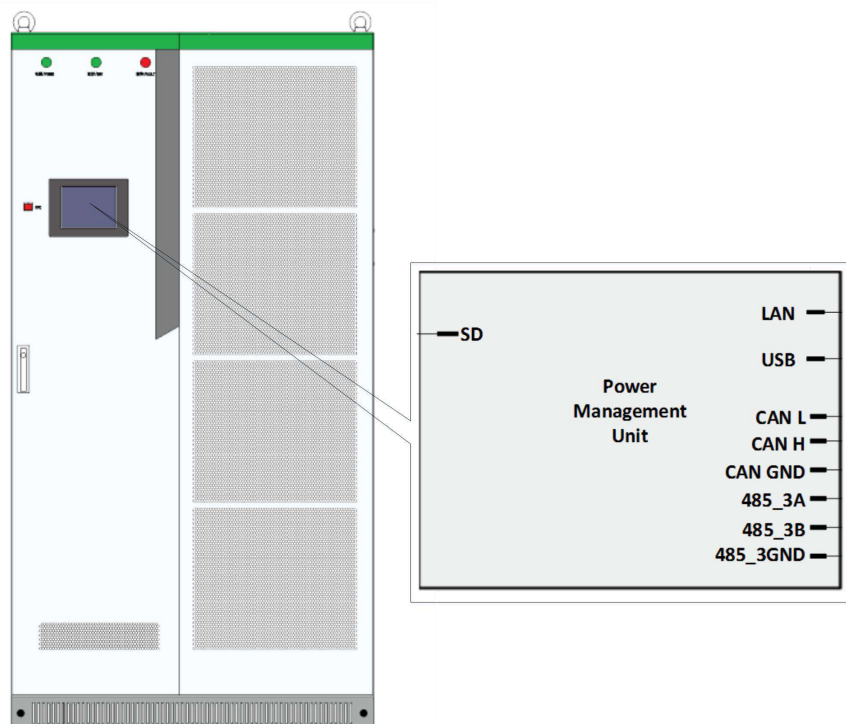 SD
Power
Management
Unit
LAN
USB
CAN L
CAN H
CAN GND
485_3A
485_3B
485_3GND